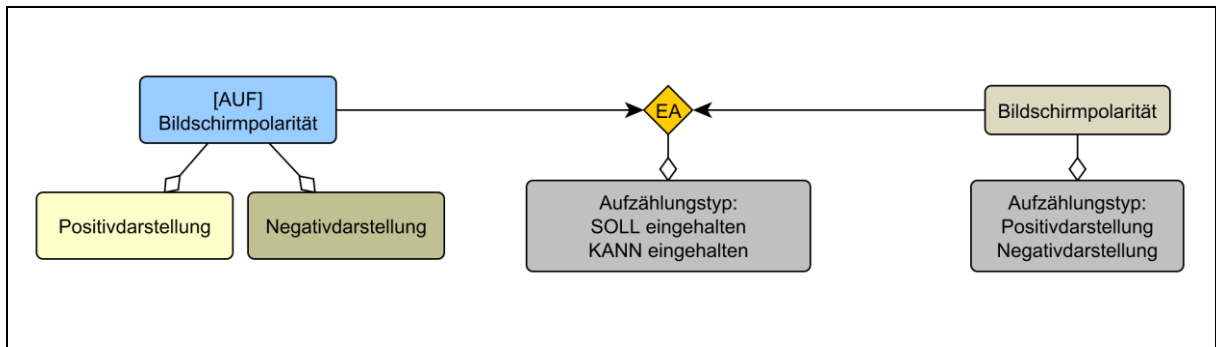 [AUF]
Bildschirmpolarität
EA
Bildschirmpolarität
Positivdarstellung
Negativdarstellung
Aufzählungstyp:
SOLL eingehalten
KANN eingehalten
Aufzählungstyp:
Positivdarstellung
Negativdarstellung